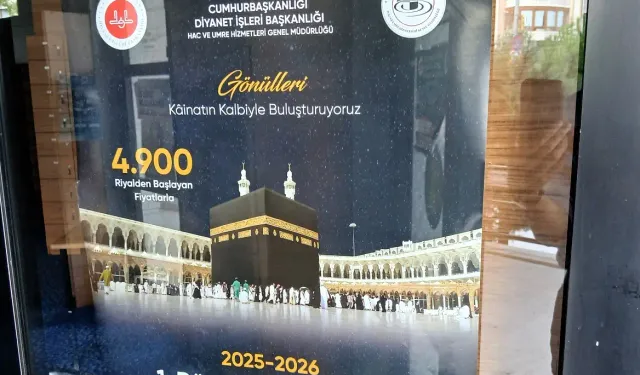 CUMHURBAŞKANLIĞI
DİYANET İŞLERİ BAŞKANLIĞI
HAC VE UMRE HİZMETLERİ GENEL MÜDÜRLÜĞÜ
Gönülleri
Kâinatın Kalbiyle Buluşturuyoruz
4.900
Riyalden Başlayan
Fiyatlarla
2025-2026